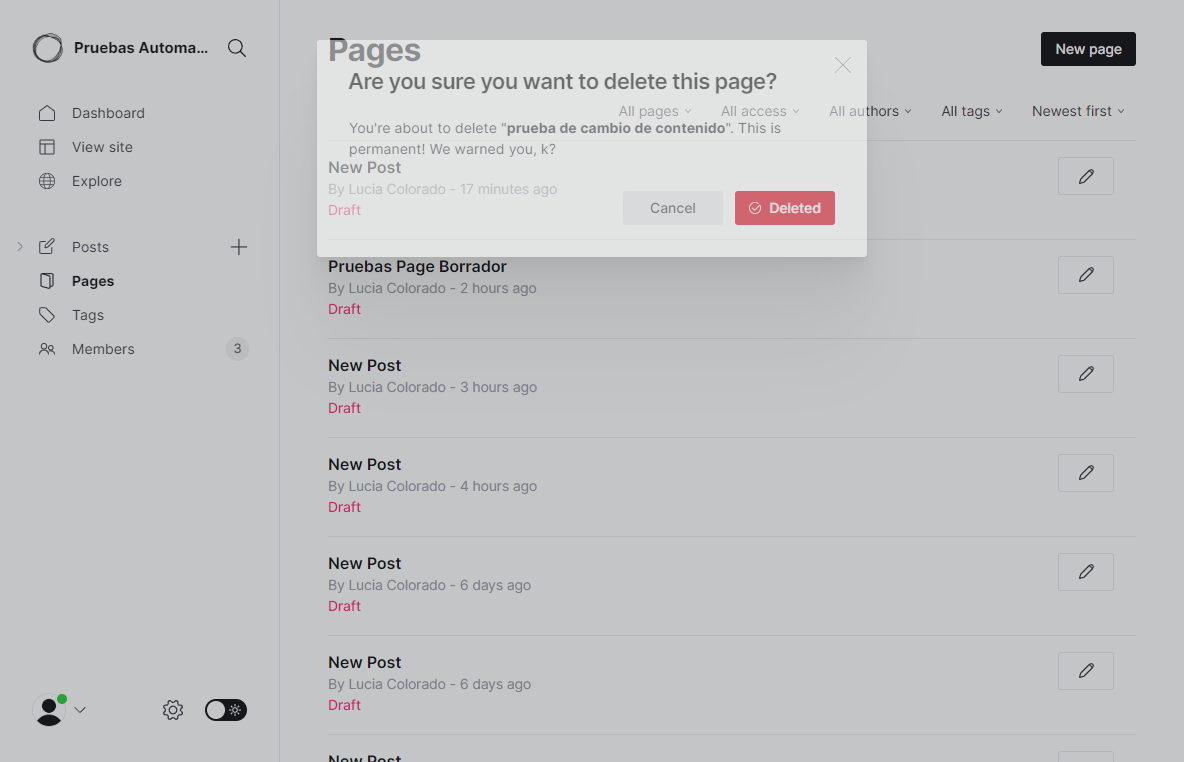 Pruebas Automa...
Dashboard
View site
Explore
Posts
Pages
Tags
Members
3
Pages
New page
All pages
All access
All authors
All tags
Newest first
Are you sure you want to delete this page?
You're about to delete "prueba de cambio de contenido". This is
permanent! We warned you, k?
Cancel
Deleted
New Post
By Lucia Colorado - 17 minutes ago
Draft
Pruebas Page Borrador
By Lucia Colorado - 2 hours ago
Draft
New Post
By Lucia Colorado - 3 hours ago
Draft
New Post
By Lucia Colorado - 4 hours ago
Draft
New Post
By Lucia Colorado - 6 days ago
Draft
New Post
By Lucia Colorado - 6 days ago
Draft
New Post